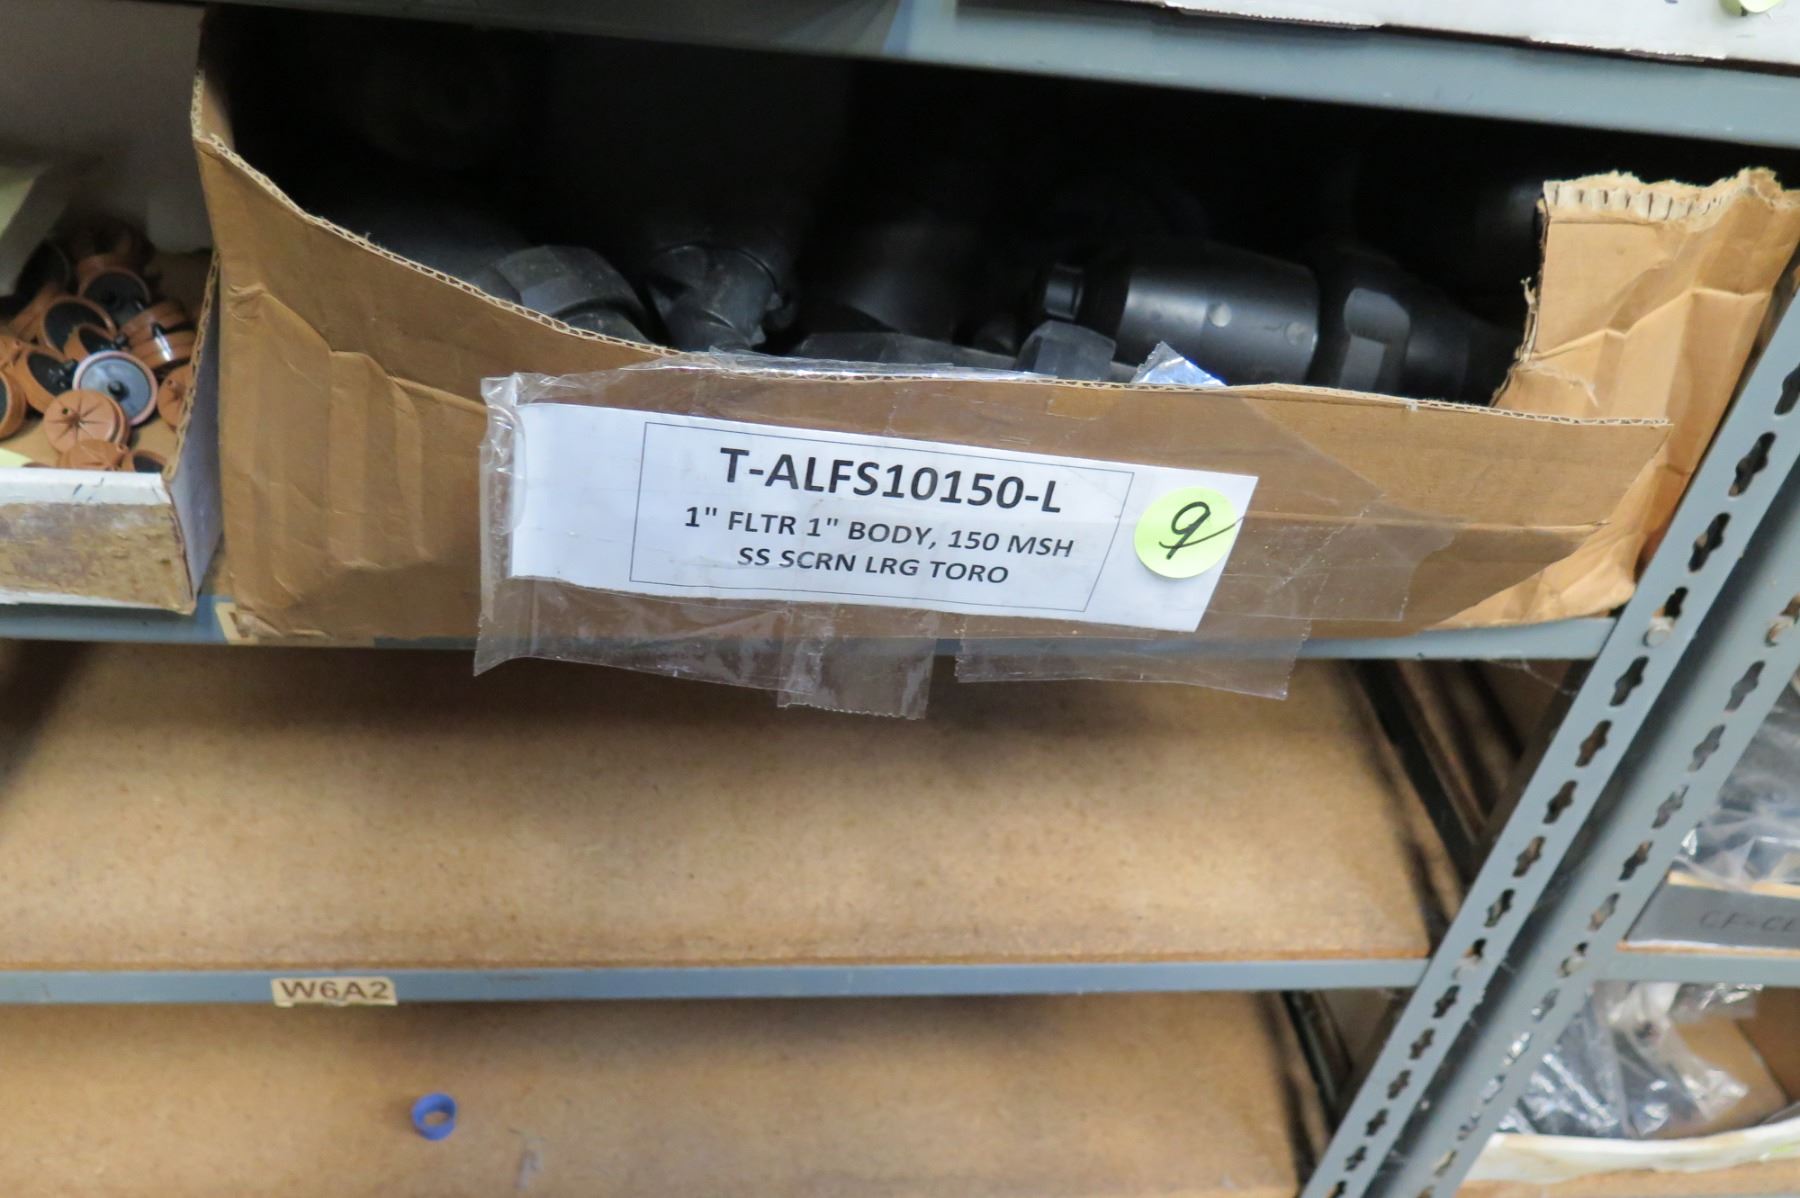 T-ALFS10150-L
1" FLTR 1" BODY, 150 MSH
SS SCRN LRG TORO
9
W6A2